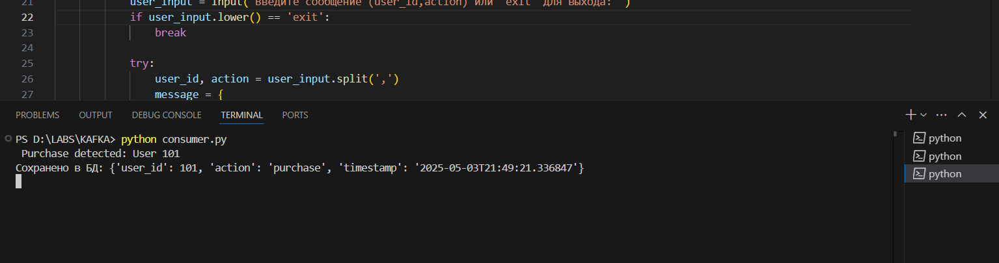 21 user_input = input("Введите сообщение (user_id,action) или 'exit' для выхода: ")
22 if user_input.lower() == 'exit':
23 break
24
25 try:
26 user_id, action = user_input.split(',')
27 message = {
PROBLEMS OUTPUT DEBUG CONSOLE TERMINAL PORTS
PS D:\LABS\KAFKA> python consumer.py
Purchase detected: User 101
Сохранено в БД: {'user_id': 101, 'action': 'purchase', 'timestamp': '2025-05-03T21:49:21.336847'}
python
python
python